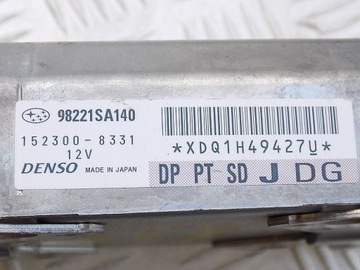 98221SA140
152300-8331
12V
DENSO MADE IN JAPAN
*XDQ1H49427U*
DP PT SD J DG